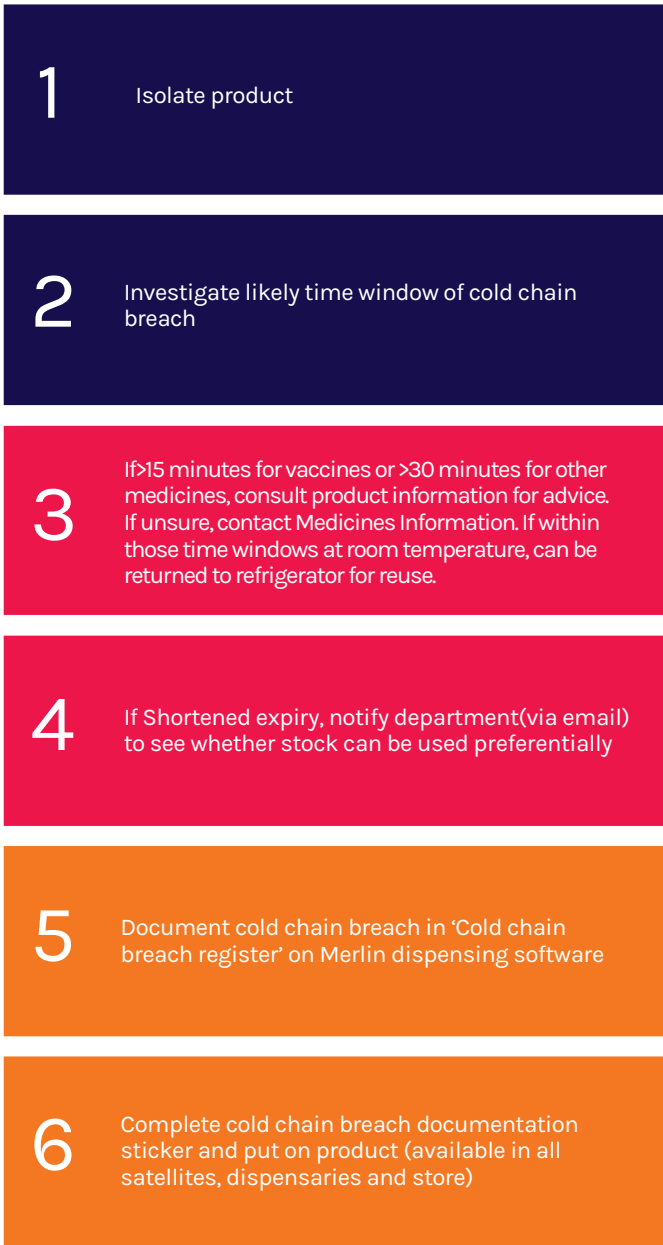 1
Isolate product
2
Investigate likely time window of cold chain
breach
3
If>15 minutes for vaccines or >30 minutes for other
medicines, consult product information for advice.
If unsure, contact Medicines Information. If within
those time windows at room temperature, can be
returned to refrigerator for reuse.
4
If Shortened expiry, notify department(via email)
to see whether stock can be used preferentially
5
Document cold chain breach in ‘Cold chain
breach register’ on Merlin dispensing software
6
Complete cold chain breach documentation
sticker and put on product (available in all
satellites, dispensaries and store)